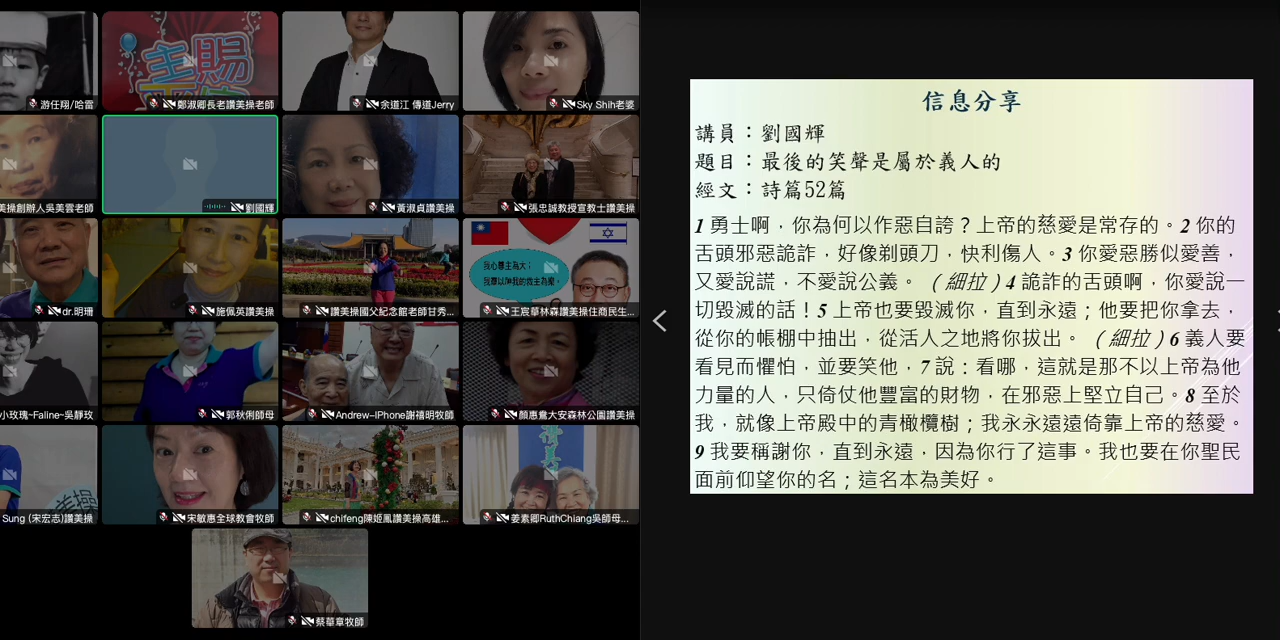 主賜
游任翔/哈雷
鄭淑卿長老讚美操老師
余道江 傳道Jerry
Sky Shih老婆
美操創辦人吳美雲老師
劉國輝
黃淑貞讚美操
張忠誠教授宣教士讚美操
我心尊主為大；
dr.明珊
施佩英讚美操
讚美操國父紀念館老師甘秀...
王宸華林森讚美操住商民生...
小玫瑰~Faline~吳靜玫
郭秋俐師母
Andrew-IPhone謝禧明牧師
顏惠鴦大安森林公園讚美操
Sung (宋宏志)讚美操
宋敏惠全球教會牧師
chifeng陳姬鳳讚美操高雄...
姜素卿RuthChiang吳師母...
蔡華章牧師
信息分享
講員：劉國輝
題目：最後的笑聲是屬於義人的
經文：詩篇52篇
1 勇士啊，你為何以作惡自誇？上帝的慈愛是常存的。2 你的
舌頭邪惡詭詐，好像剃頭刀，快利傷人。3 你愛惡勝似愛善，
又愛說謊，不愛說公義。（細拉）4 詭詐的舌頭啊，你愛說一
切毀滅的話！5 上帝也要毀滅你，直到永遠；他要把你拿去，
從你的帳棚中抽出，從活人之地將你拔出。（細拉）6 義人要
看見而懼怕，並要笑他，7 說：看哪，這就是那不以上帝為他
力量的人，只倚仗他豐富的財物，在邪惡上堅立自己。8 至於
我，就像上帝殿中的青橄欖樹；我永永遠遠倚靠上帝的慈愛。
9 我要稱謝你，直到永遠，因為你行了這事。我也要在你聖民
面前仰望你的名；這名本為美好。